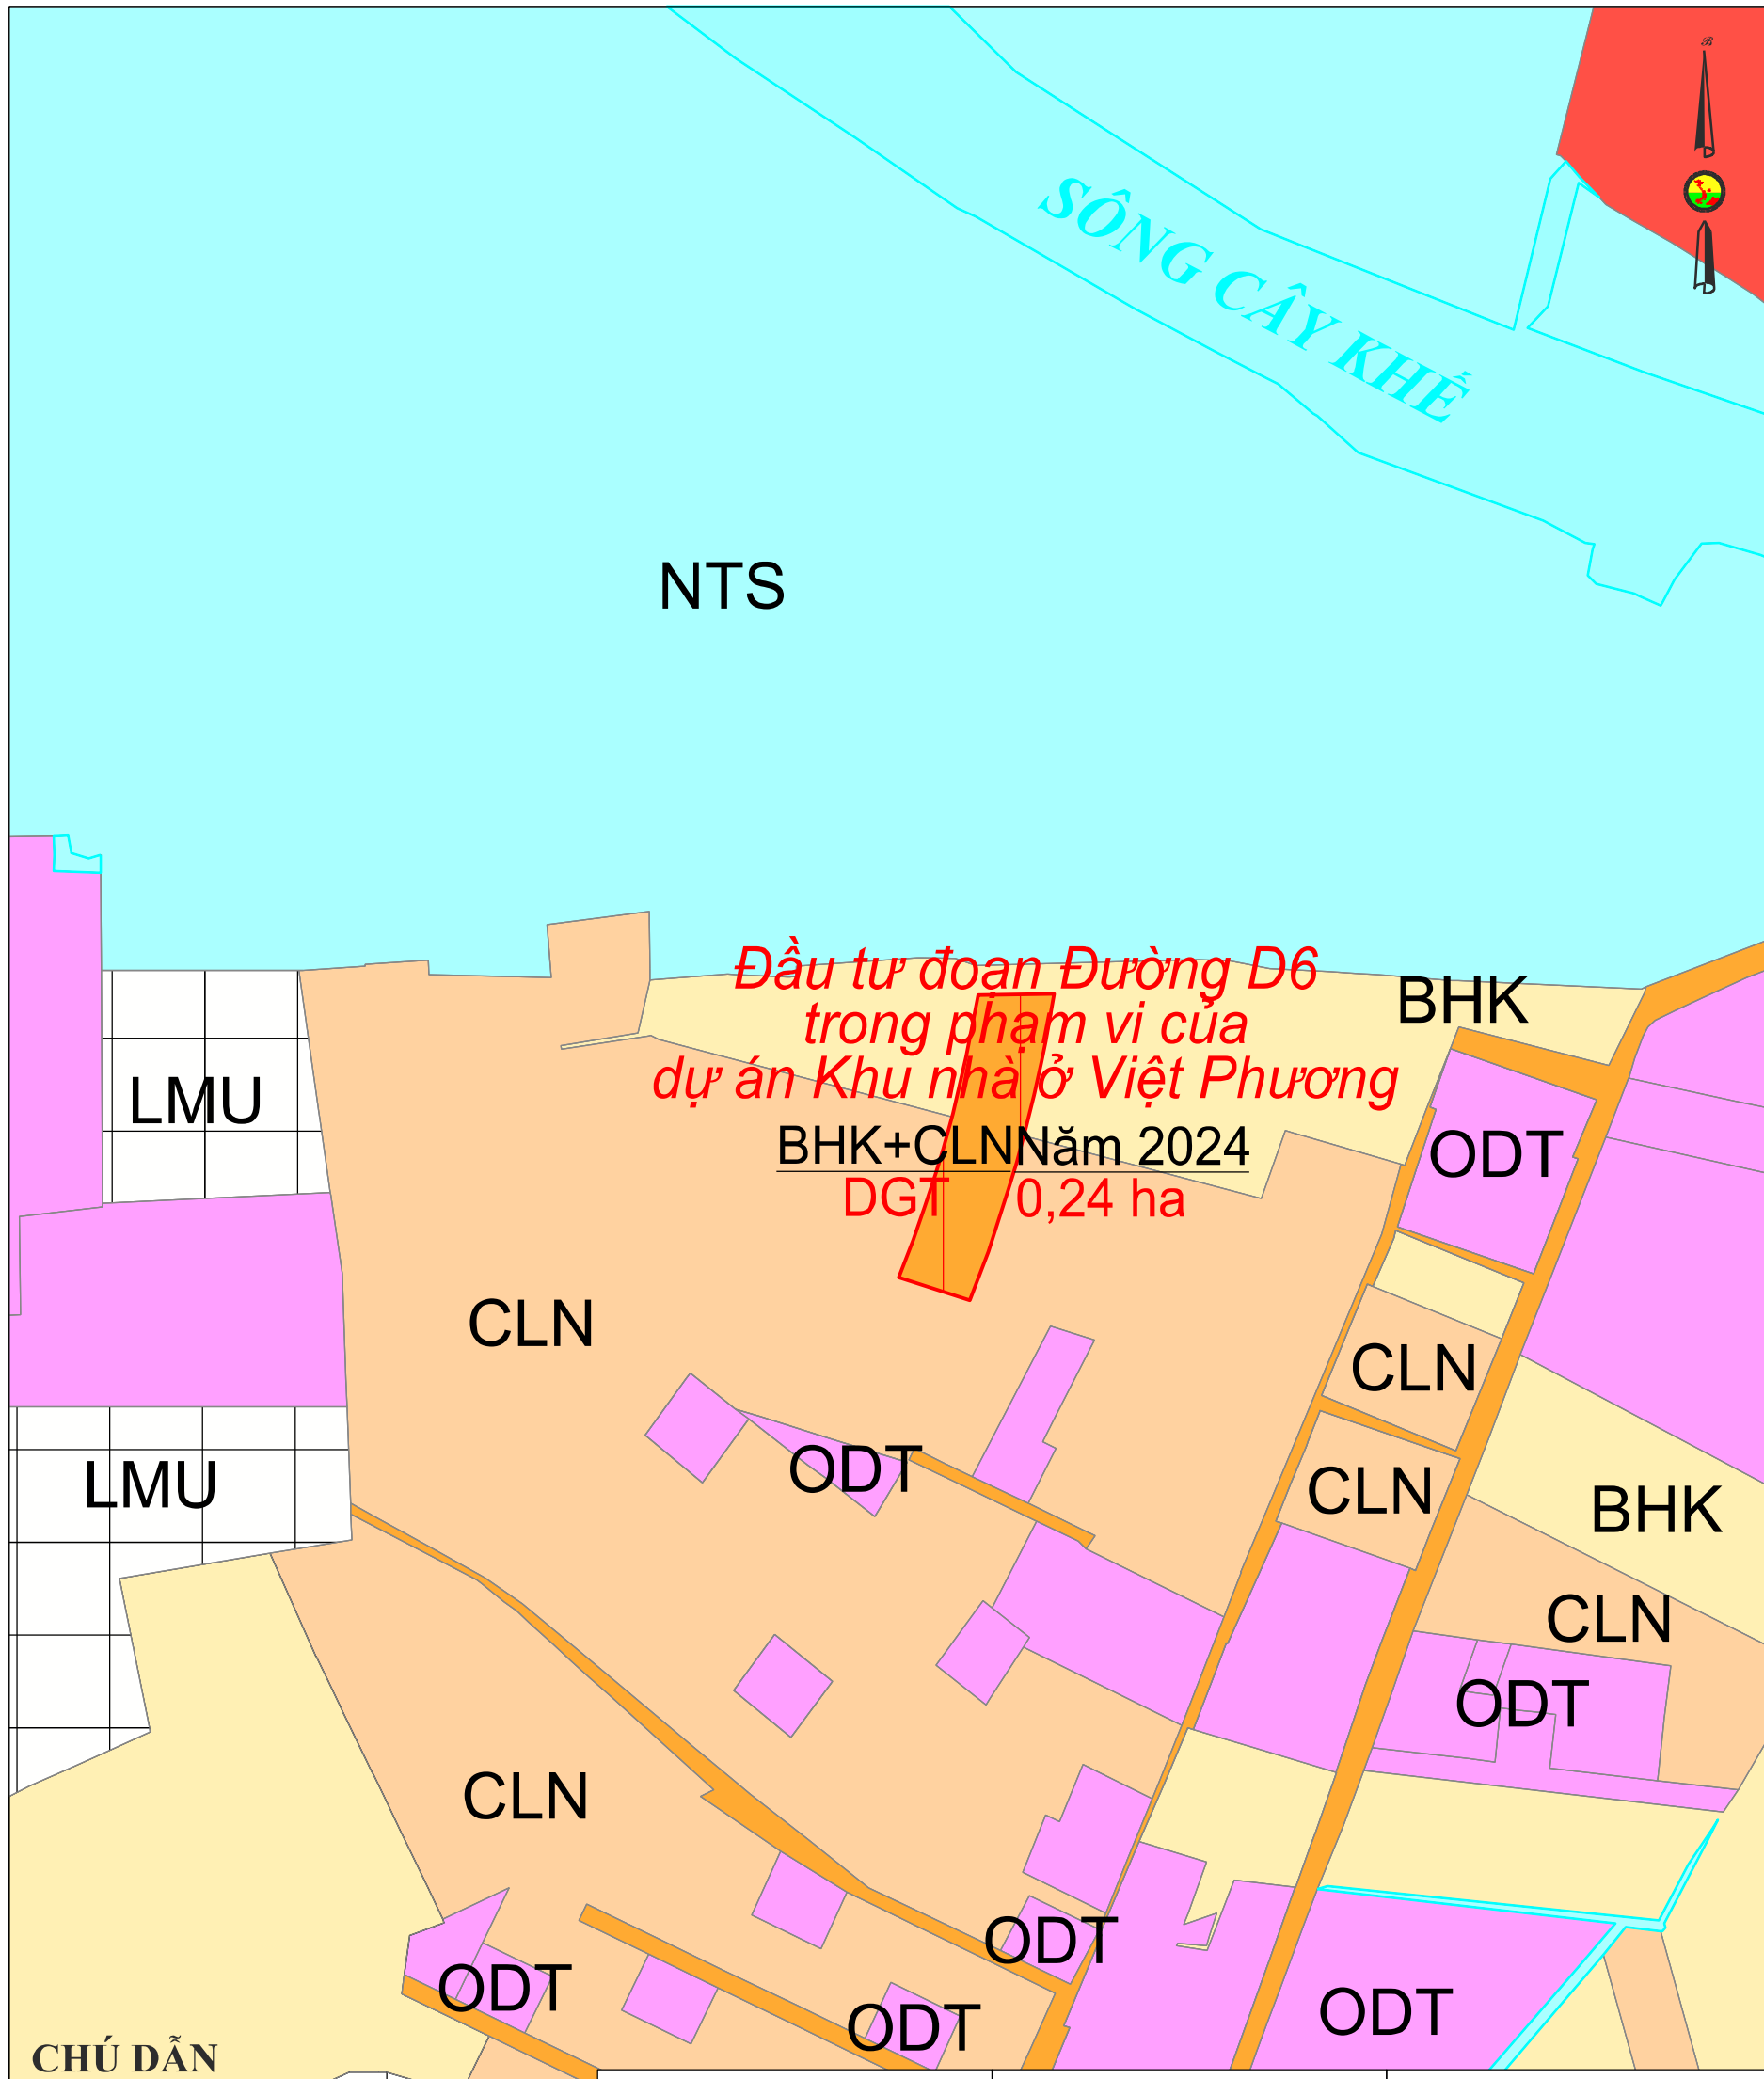 B
SÔNG CÂY KHẾ
NTS
Đầu tư đoạn Đường D6
trong phạm vi của
dự án Khu nhà ở Việt Phương
BHK+CLN Năm 2024
DGT 0,24 ha
BHK
LMU
ODT
CLN
CLN
ODT
LMU
CLN
BHK
CLN
ODT
CLN
ODT
ODT
ODT
ODT
CHÚ DẪN